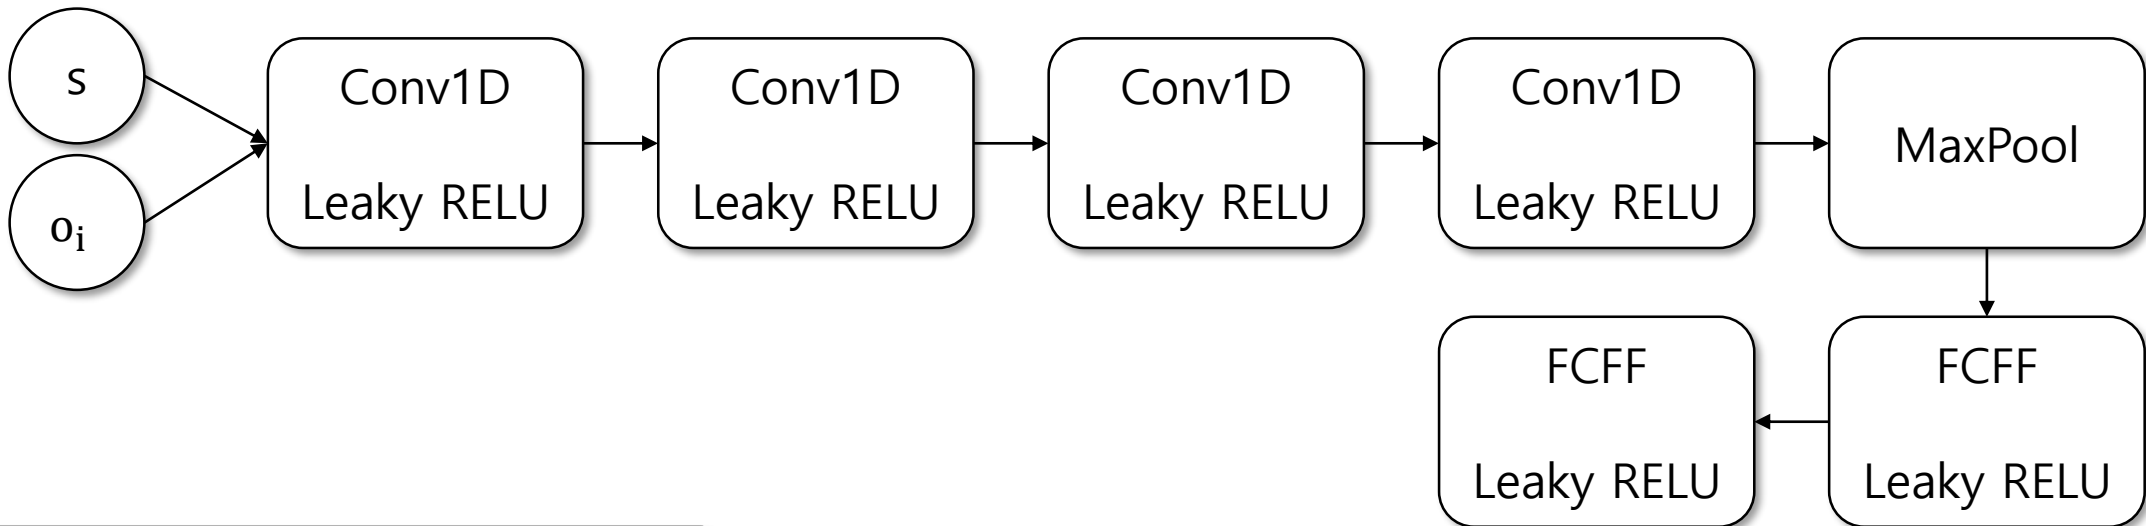 s
oᵢ
Conv1D
Leaky RELU
Conv1D
Leaky RELU
Conv1D
Leaky RELU
Conv1D
Leaky RELU
MaxPool
FCFF
Leaky RELU
FCFF
Leaky RELU